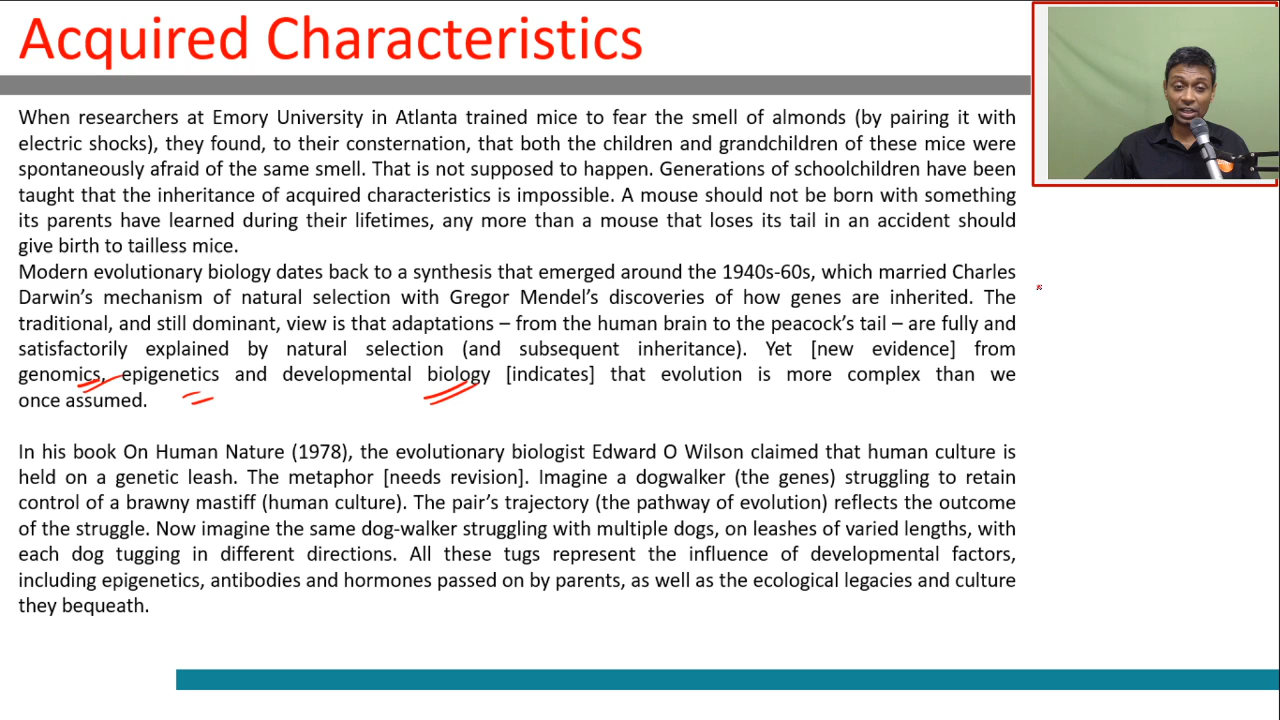 Acquired Characteristics
When researchers at Emory University in Atlanta trained mice to fear the smell of almonds (by pairing it with
electric shocks), they found, to their consternation, that both the children and grandchildren of these mice were
spontaneously afraid of the same smell. That is not supposed to happen. Generations of schoolchildren have been
taught that the inheritance of acquired characteristics is impossible. A mouse should not be born with something
its parents have learned during their lifetimes, any more than a mouse that loses its tail in an accident should
give birth to tailless mice.
Modern evolutionary biology dates back to a synthesis that emerged around the 1940s-60s, which married Charles
Darwin’s mechanism of natural selection with Gregor Mendel’s discoveries of how genes are inherited. The
traditional, and still dominant, view is that adaptations – from the human brain to the peacock’s tail – are fully and
satisfactorily explained by natural selection (and subsequent inheritance). Yet [new evidence] from
genomics, epigenetics and developmental biology [indicates] that evolution is more complex than we
once assumed.
In his book On Human Nature (1978), the evolutionary biologist Edward O Wilson claimed that human culture is
held on a genetic leash. The metaphor [needs revision]. Imagine a dogwalker (the genes) struggling to retain
control of a brawny mastiff (human culture). The pair’s trajectory (the pathway of evolution) reflects the outcome
of the struggle. Now imagine the same dog-walker struggling with multiple dogs, on leashes of varied lengths, with
each dog tugging in different directions. All these tugs represent the influence of developmental factors,
including epigenetics, antibodies and hormones passed on by parents, as well as the ecological legacies and culture
they bequeath.